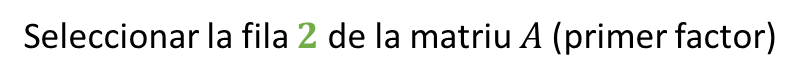 Seleccionar la fila 2 de la matriu A (primer factor)